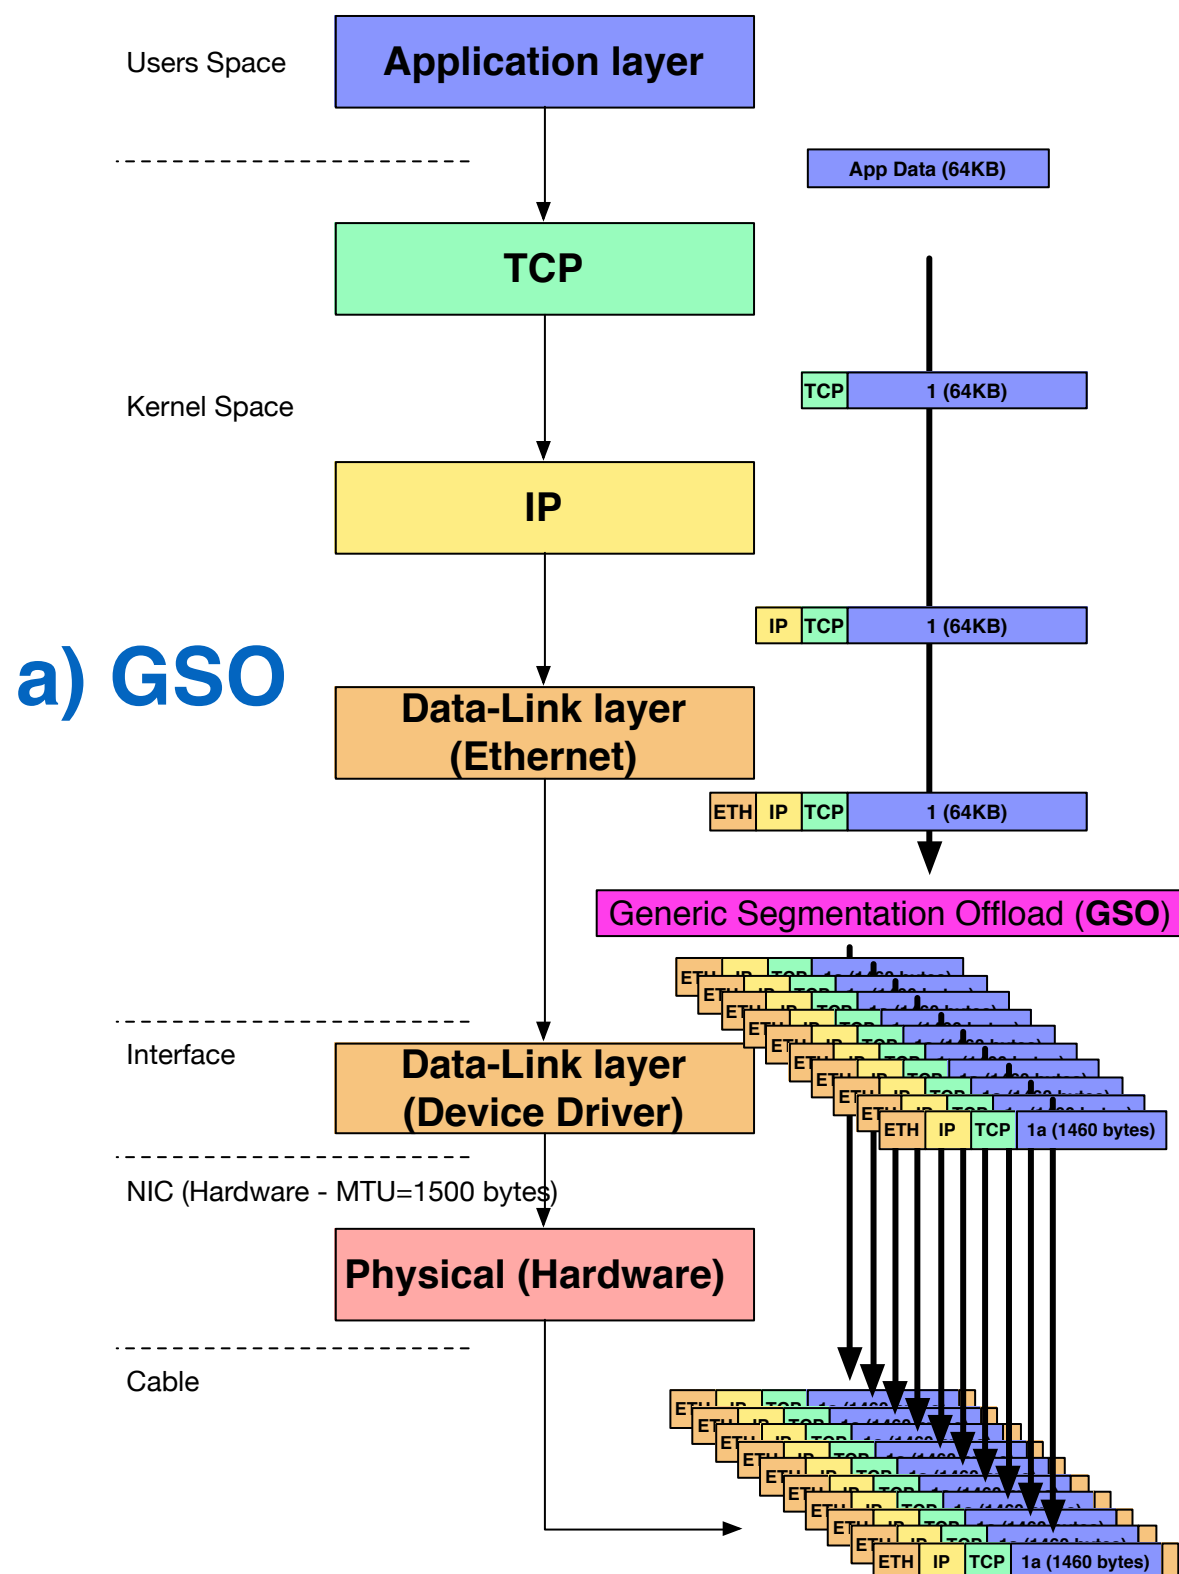 Users Space
Application layer
App Data (64KB)
TCP
TCP 1 (64KB)
Kernel Space
IP
IP TCP 1 (64KB)
a) GSO
Data-Link layer
(Ethernet)
ETH IP TCP 1 (64KB)
Generic Segmentation Offload (GSO)
Interface
Data-Link layer
(Device Driver)
ETH IP TCP 1a (1460 bytes)
NIC (Hardware - MTU=1500 bytes)
Physical (Hardware)
Cable
ETH IP TCP 1a (1460 bytes)